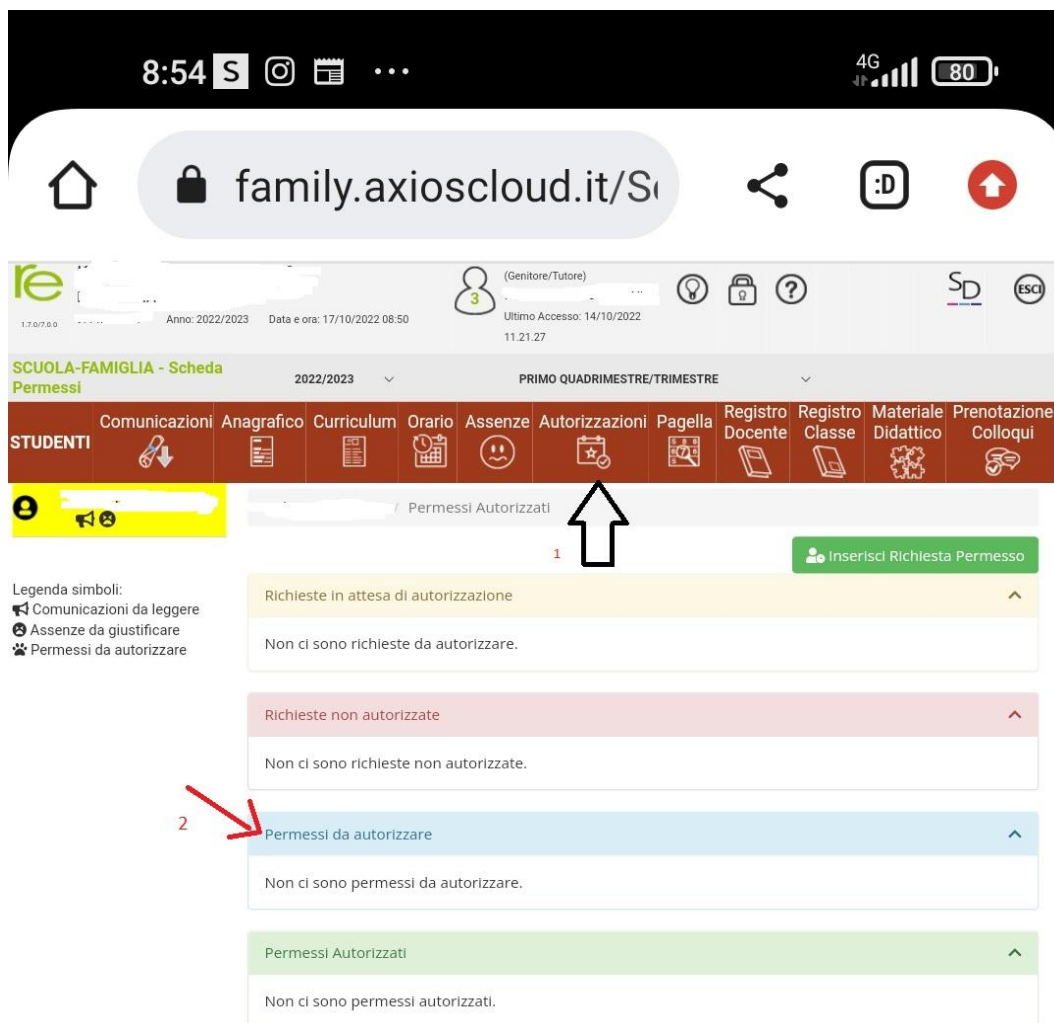 8:54 S
4G
80
family.axioscloud.it/S
:D
re
1.7.0/7.8.0
Anno: 2022/2023 Data e ora: 17/10/2022 08:50
3
(Genitore/Tutore)
Ultimo Accesso: 14/10/2022
11.21.27
?
SD
ESCI
SCUOLA-FAMIGLIA - Scheda
Permessi
2022/2023
PRIMO QUADRIMESTRE/TRIMESTRE
STUDENTI
Comunicazioni
Anagrafico
Curriculum
Orario
Assenze
Autorizzazioni
Pagella
Registro
Docente
Registro
Classe
Materiale
Didattico
Prenotazione
Colloqui
/ Permessi Autorizzati
1
Inserisci Richiesta Permesso
Legenda simboli:
Comunicazioni da leggere
Assenze da giustificare
Permessi da autorizzare
Richieste in attesa di autorizzazione
Non ci sono richieste da autorizzare.
Richieste non autorizzate
Non ci sono richieste non autorizzate.
2
Permessi da autorizzare
Non ci sono permessi da autorizzare.
Permessi Autorizzati
Non ci sono permessi autorizzati.